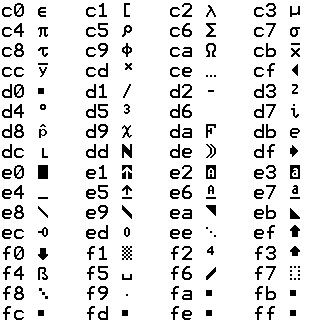 c0 ϵ c1 [ c2 λ c3 μ
c4 π c5 ρ c6 Σ c7 σ
c8 τ c9 Φ ca Ω cb x̅
cc y̅ cd ˣ ce … cf ◀
d0 ▪ d1 / d2 - d3 ²
d4 ° d5 ³ d6 d7 i
d8 p̂ d9 χ da F db e
dc L dd N de ) df ▶
e0 ■ e1 ↑ e2 A e3 a
e4 _ e5 ↑ e6 A e7 a
e8 \ e9 \ ea ◥ eb ◣
ec -0 ed 0 ee ⋱ ef ⬆
f0 ⬇ f1 ▒ f2 ⁴ f3 ⬆
f4 ß f5 ␣ f6 / f7
f8 f9 . fa ▪ fb ▪
fc ▪ fd ▪ fe ▪ ff ▪